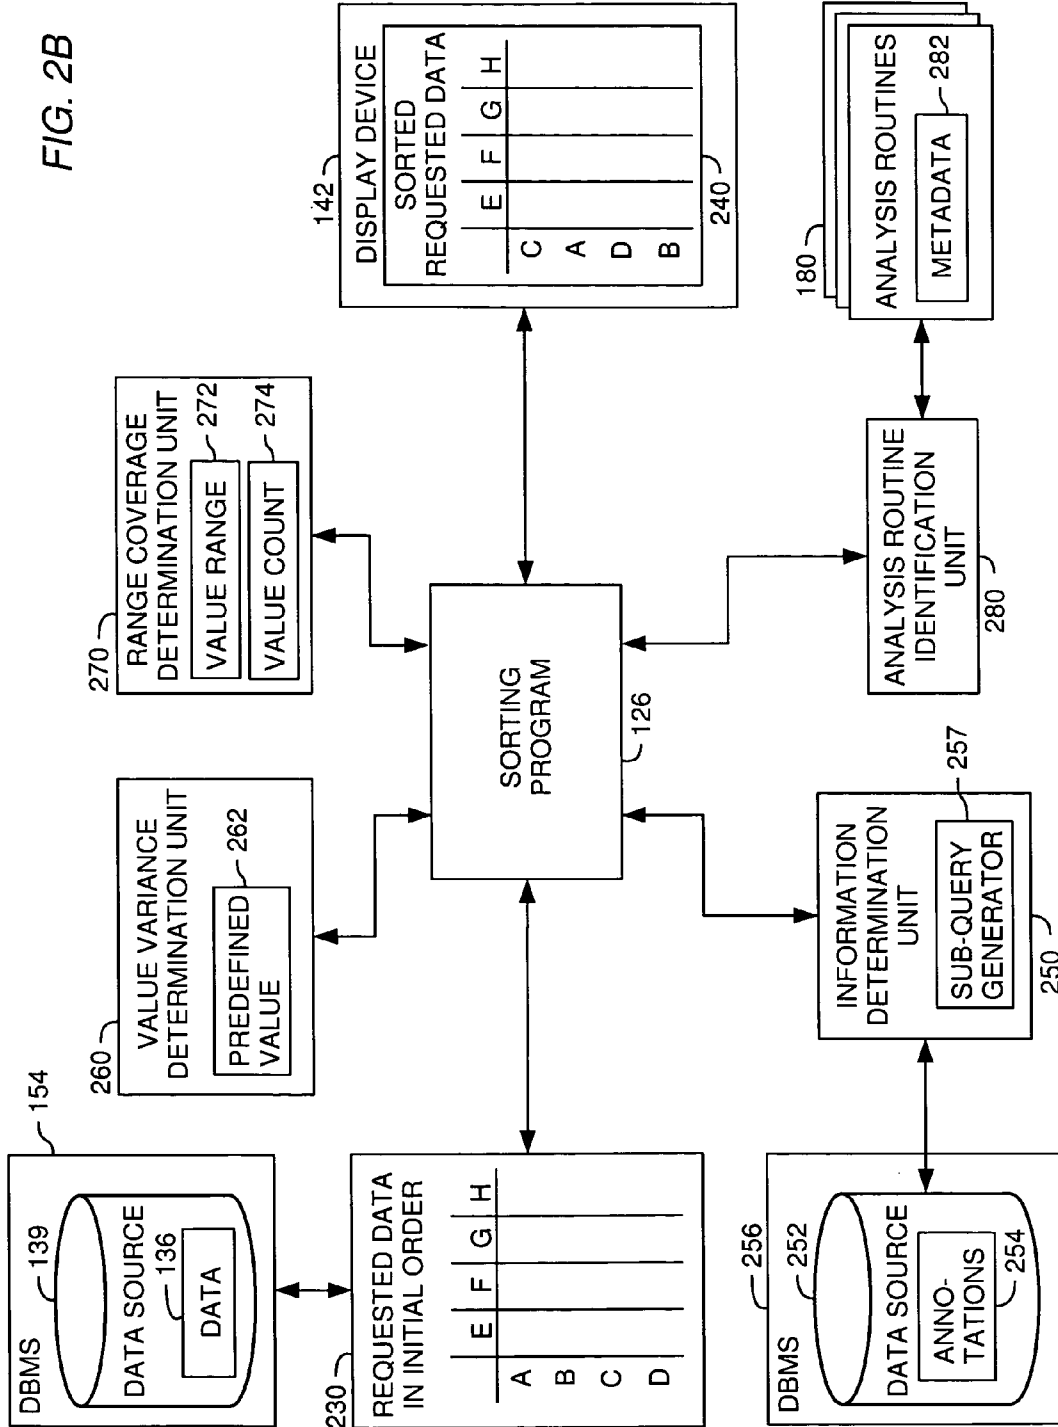 FIG. 2B
154
DBMS
139
DATA SOURCE
136
DATA
230
REQUESTED DATA
IN INITIAL ORDER
E F G H
A
B
C
D
256
DBMS
252
DATA SOURCE
ANNO-
TATIONS
254
260
VALUE VARIANCE
DETERMINATION UNIT
PREDEFINED
VALUE
262
270
RANGE COVERAGE
DETERMINATION UNIT
VALUE RANGE
272
VALUE COUNT
274
SORTING
PROGRAM
126
INFORMATION
DETERMINATION
UNIT
SUB-QUERY
GENERATOR
257
250
ANALYSIS ROUTINE
IDENTIFICATION
UNIT
280
142
DISPLAY DEVICE
SORTED
REQUESTED DATA
E F G H
C
A
D
B
240
180
ANALYSIS ROUTINES
METADATA
282